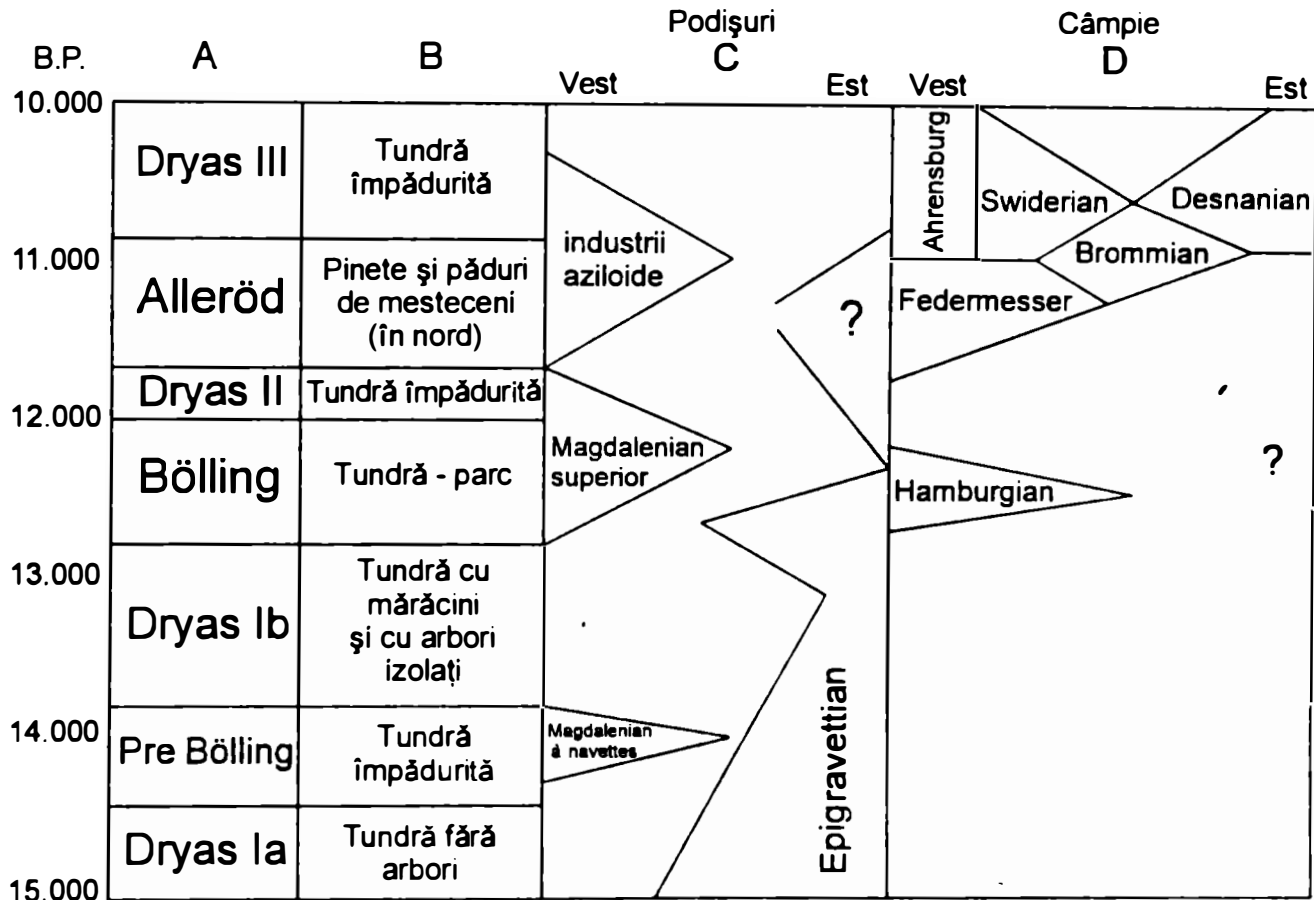 Podişuri
Câmpie
B.P.
A
B
C
D
Vest
Est
Vest
Est
10.000
Dryas III
Tundră
împădurită
Ahrensburg
Swiderian
Desnanian
industrii
aziloide
Brommian
11.000
Alleröd
Pinete şi păduri
de mesteceni
(în nord)
?
Federmesser
Dryas II
Tundră împădurită
12.000
Bölling
Tundră - parc
Magdalenian
superior
Hamburgian
?
13.000
Dryas Ib
Tundră cu
mărăcini
şi cu arbori
izolaţi
Epigravettian
14.000
Pre Bölling
Tundră
împădurită
Magdalenian
à navettes
Dryas Ia
Tundră fără
arbori
15.000